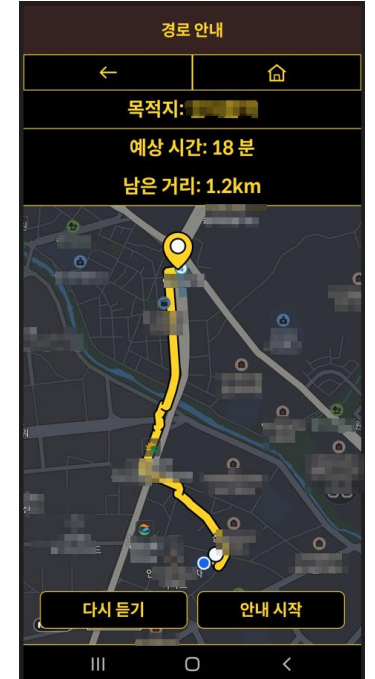 경로 안내
목적지:
예상 시간: 18 분
남은 거리: 1.2km
다시 듣기
안내 시작